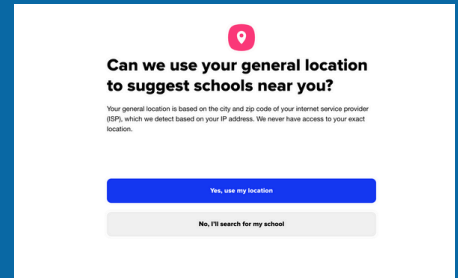 Can we use your general location
to suggest schools near you?
Your general location is based on the city and zip code of your internet service provider
(ISP), which we detect based on your IP address. We never have access to your exact
location.
Yes, use my location
No, I'll search for my school